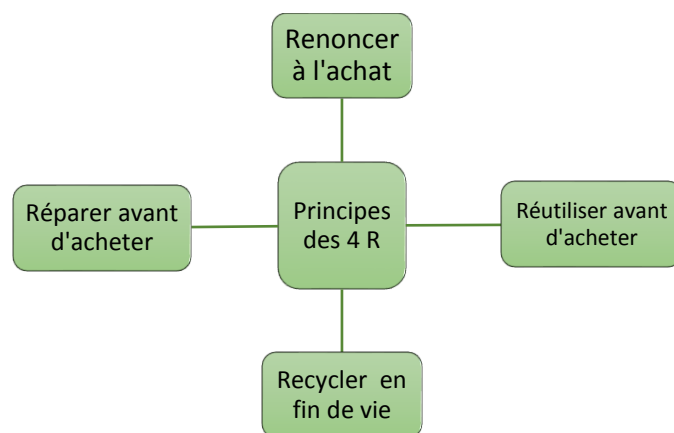 Renoncer
à l'achat
Réparer avant
d'acheter
Principes
des 4 R
Réutiliser avant
d'acheter
Recycler en
fin de vie